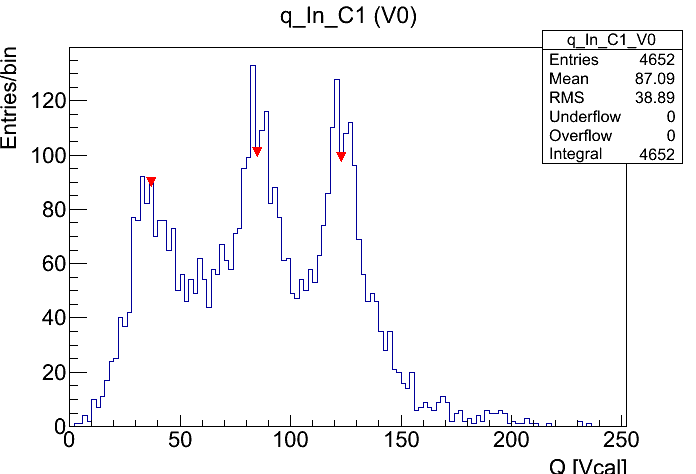 q_In_C1 (V0)
q_In_C1_V0
Entries 4652
Mean 87.09
RMS 38.89
Underflow 0
Overflow 0
Integral 4652
Entries/bin
120
100
80
60
40
20
0
0 50 100 150 200 250
Q [Vcal]